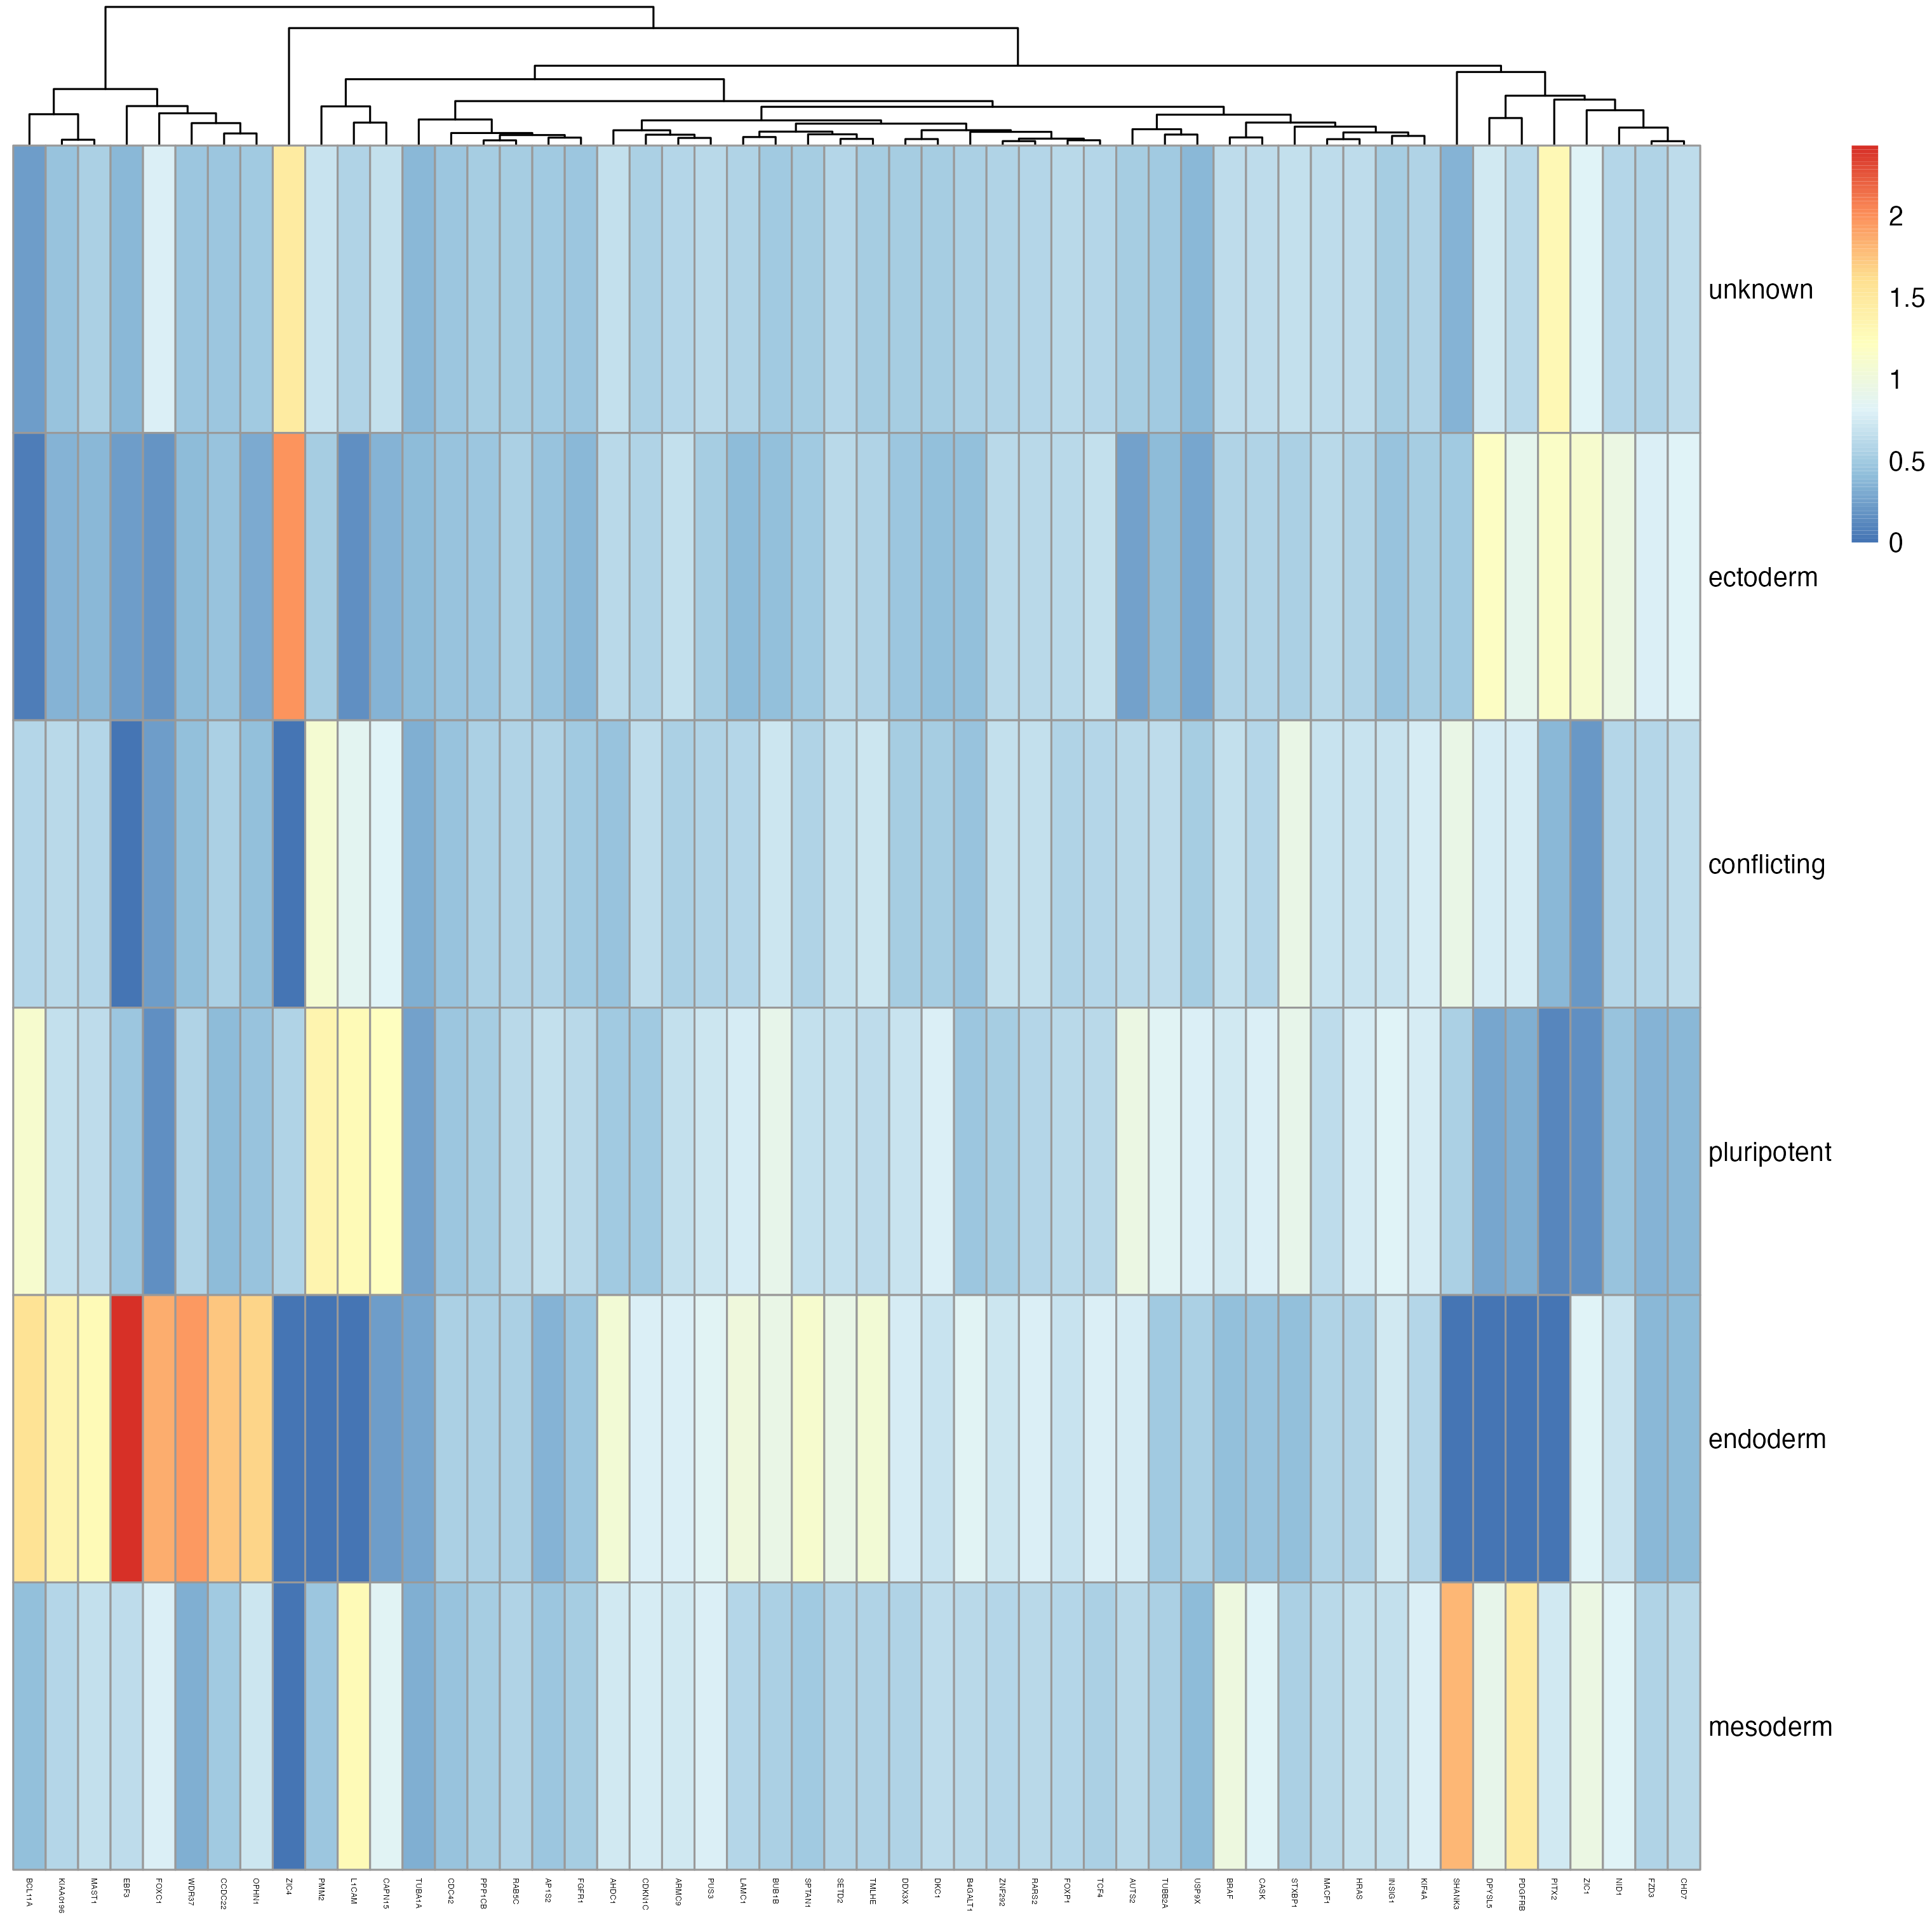 unknown
ectoderm
conflicting
pluripotent
endoderm
mesoderm
2
1.5
1
0.5
0
BCL11A
KIAA0196
MAST1
EBF3
FOXC1
WDR37
CCDC22
OPHN1
ZIC4
PMM2
L1CAM
CAPN15
TUBA1A
CDC42
PPP1CB
RAB5C
AP1S2
FGFR1
AHDC1
CDKN1C
ARMC9
PUS3
LAMC1
BUB1B
SPTAN1
SETD2
TMLHE
DDX3X
DKC1
B4GALT1
ZNF292
RARS2
FOXP1
TCF4
AUTS2
TUBB2A
USP9X
BRAF
CASK
STXBP1
MACF1
HRAS
INSIG1
KIF4A
SHANK3
DPYSL5
PDGFRB
PITX2
ZIC1
NID1
FZD3
CHD7